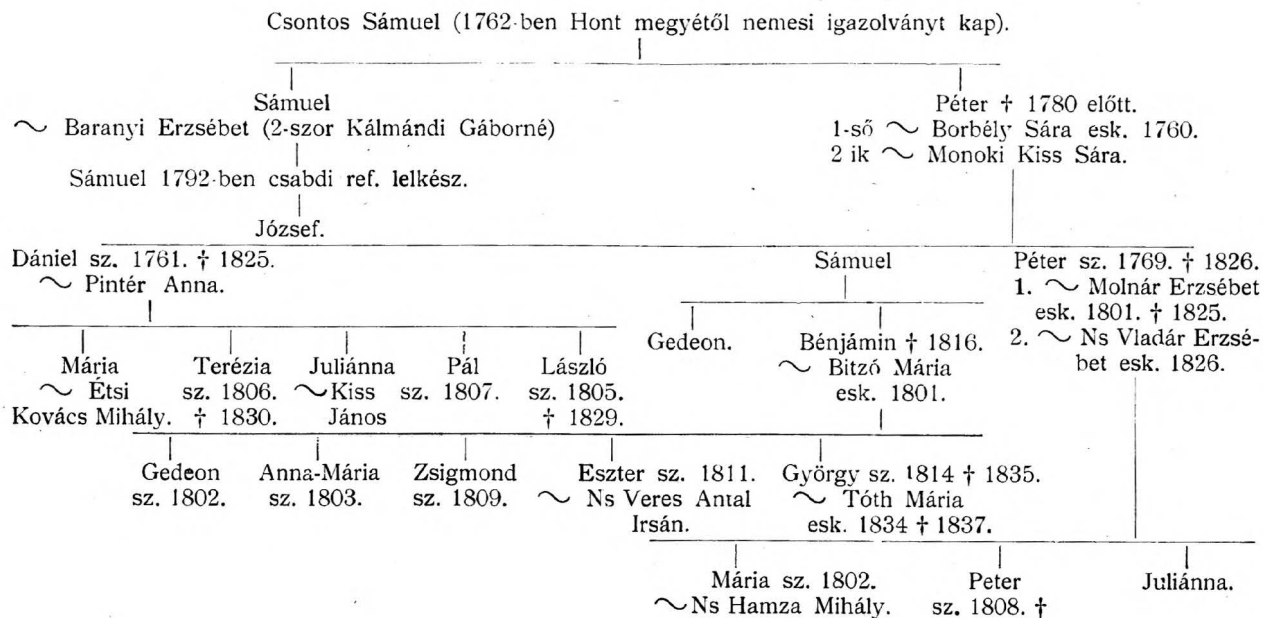 Csontos Sámuel (1762-ben Hont megyétől nemesi igazolványt kap).
Sámuel
~ Baranyi Erzsébet (2-szor Kálmándi Gáborné)
Sámuel 1792-ben csabdi ref. lelkész.
József.
Péter † 1780 előtt.
1-ső ~ Borbély Sára esk. 1760.
2 ik ~ Monoki Kiss Sára.
Dániel sz. 1761. † 1825.
~ Pintér Anna.
Sámuel
Péter sz. 1769. † 1826.
1. ~ Molnár Erzsébet
esk. 1801. † 1825.
2. ~ Ns Vladár Erzsé-
bet esk. 1826.
Mária
~ Étsi
Kovács Mihály.
Terézia
sz. 1806.
† 1830.
Juliánna
~Kiss
János
Pál
sz. 1807.
László
sz. 1805.
† 1829.
Gedeon.
Bénjámin † 1816.
~ Bitzó Mária
esk. 1801.
Gedeon
sz. 1802.
Anna-Mária
sz. 1803.
Zsigmond
sz. 1809.
Eszter sz. 1811.
~ Ns Veres Antal
Irsán.
György sz. 1814 † 1835.
~ Tóth Mária
esk. 1834 † 1837.
Mária sz. 1802.
~Ns Hamza Mihály.
Peter
sz. 1808. †
Juliánna.